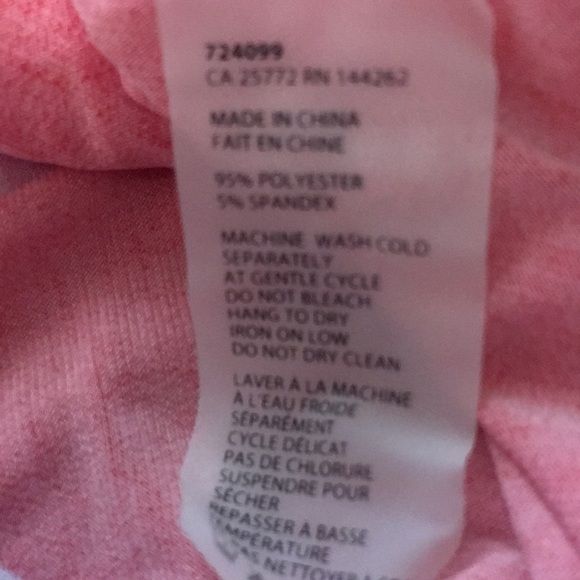 724099
CA 25772 RN 144262
MADE IN CHINA
FAIT EN CHINE
95% POLYESTER
5% SPANDEX
MACHINE WASH COLD
SEPARATELY
AT GENTLE CYCLE
DO NOT BLEACH
HANG TO DRY
IRON ON LOW
DO NOT DRY CLEAN
LAVER À LA MACHINE
À L'EAU FROIDE
SÉPARÉMENT
CYCLE DÉLICAT
PAS DE CHLORURE
SUSPENDRE POUR
SÉCHER
REPASSER À BASSE
TEMPÉRATURE
NETTOYER À